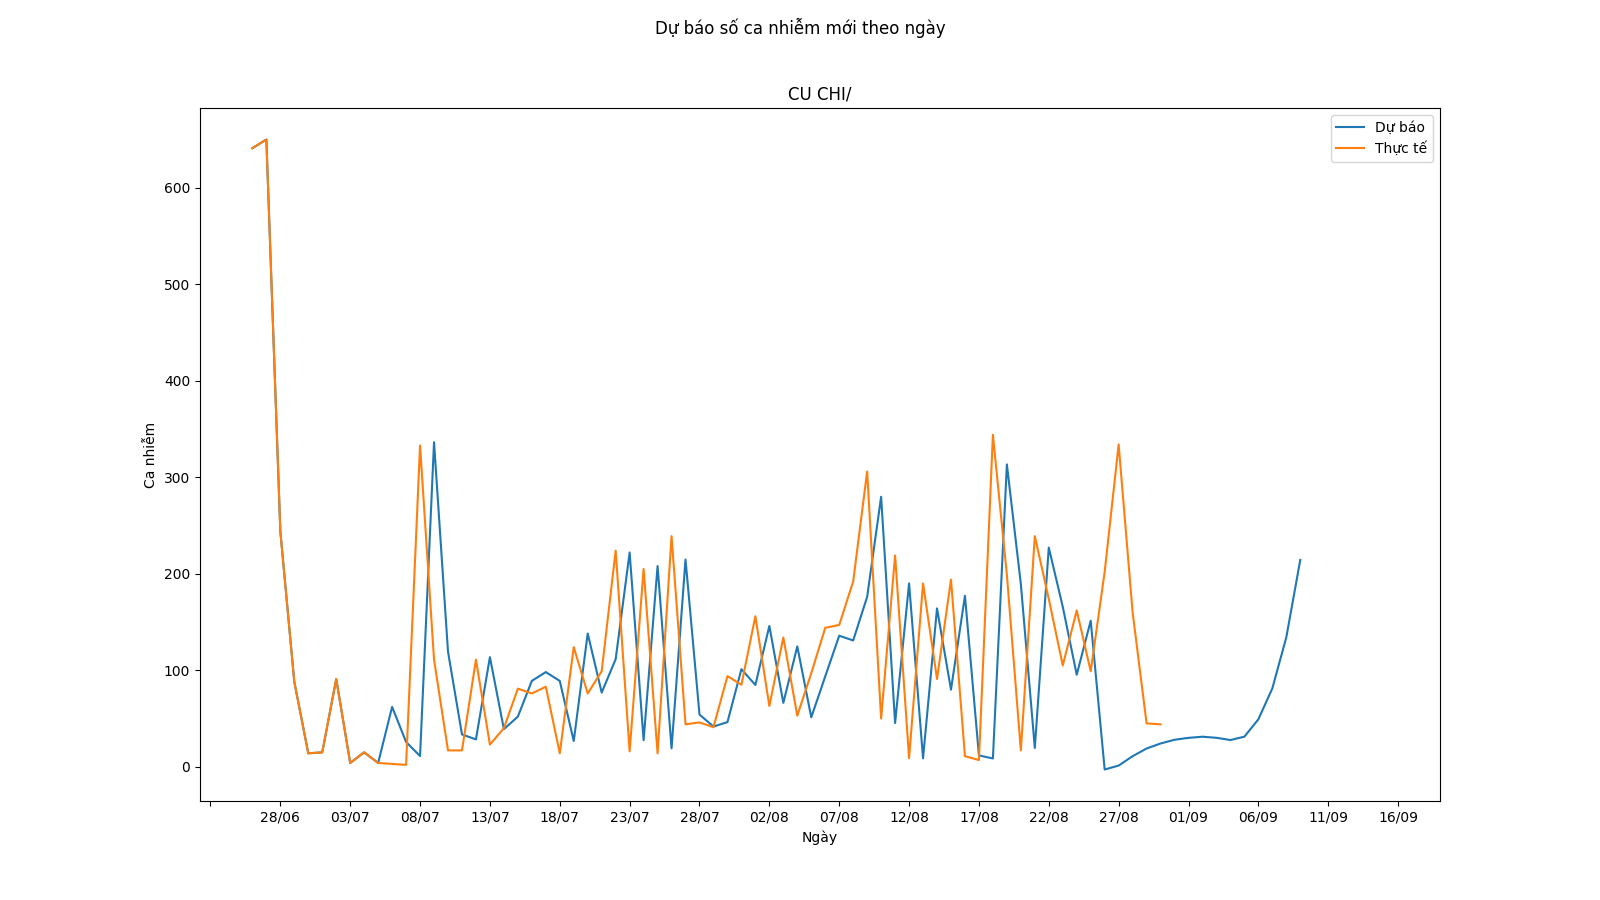 Dự báo số ca nhiễm mới theo ngày
CU CHI/
Dự báo
Thực tế
Ca nhiễm
600
500
400
300
200
100
0
28/06 03/07 08/07 13/07 18/07 23/07 28/07 02/08 07/08 12/08 17/08 22/08 27/08 01/09 06/09 11/09 16/09
Ngày